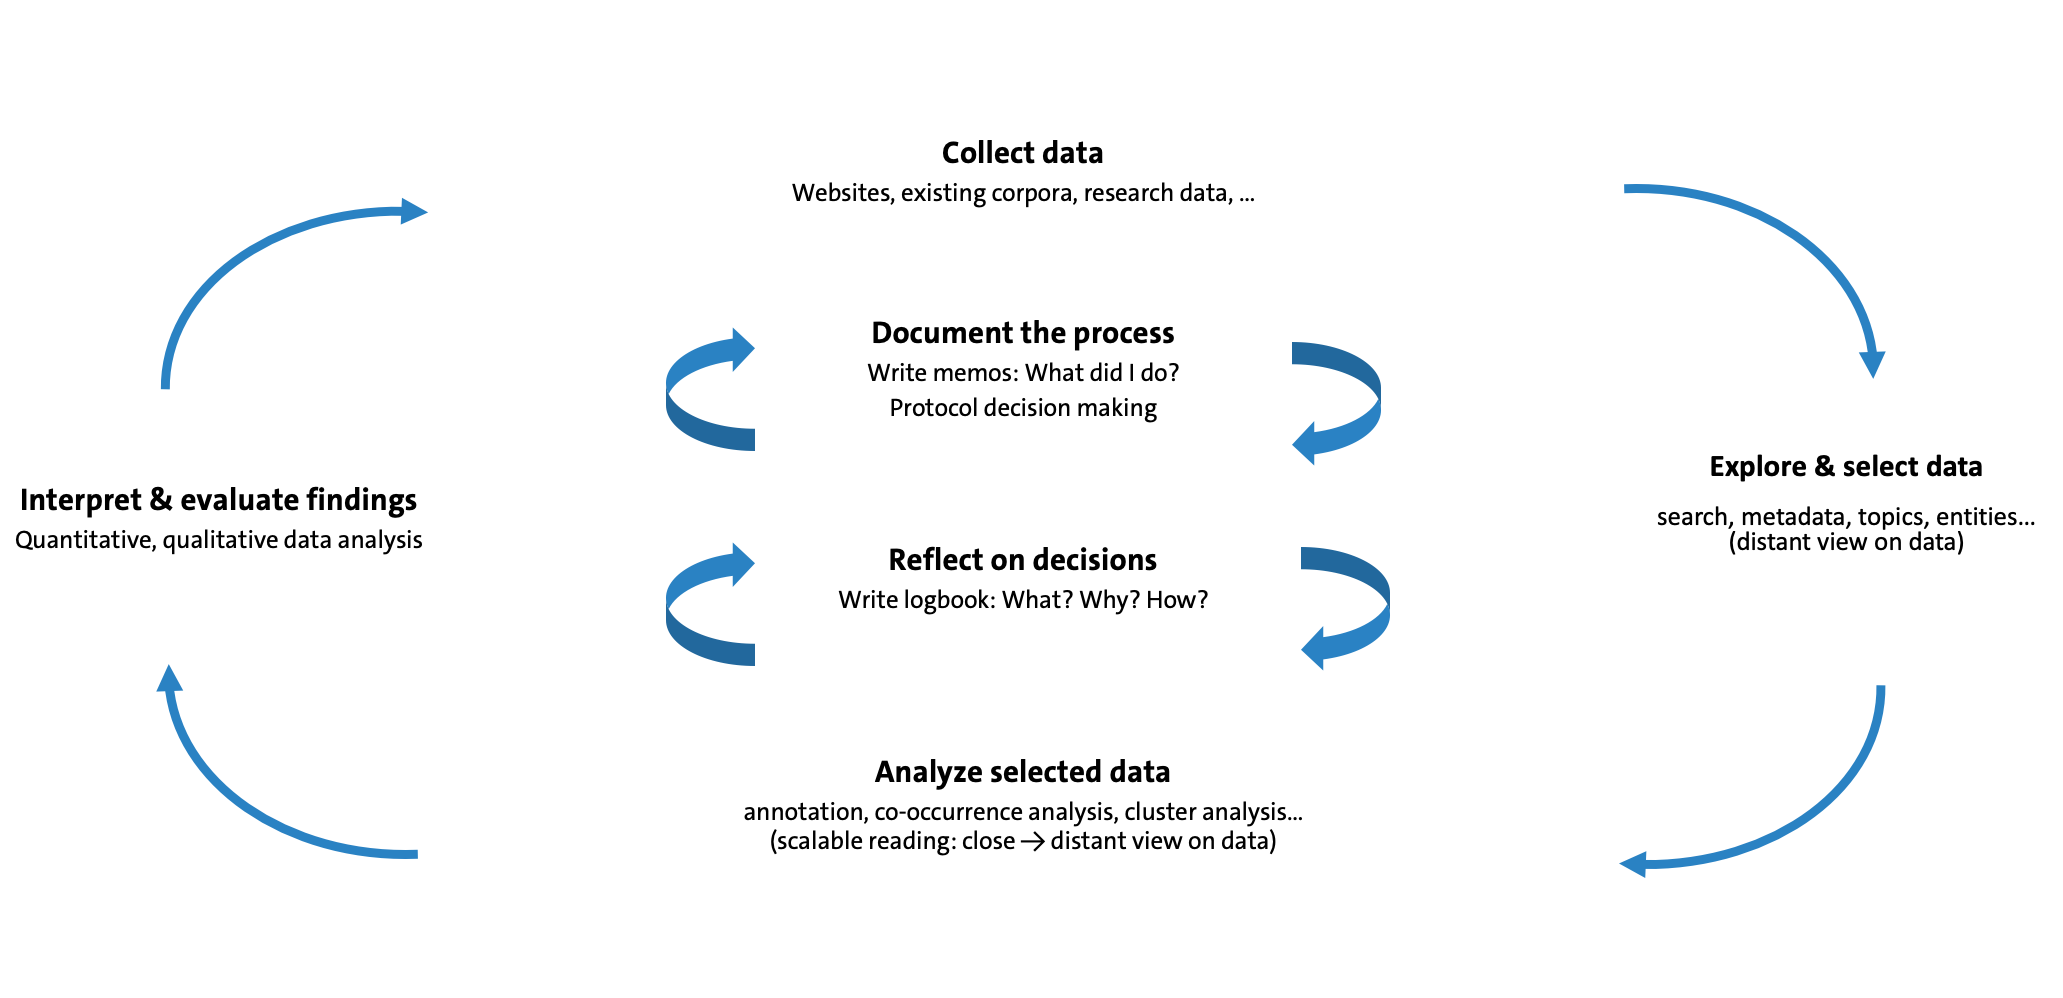 Collect data
Websites, existing corpora, research data, ...
Document the process
Write memos: What did I do?
Protocol decision making
Explore & select data
search, metadata, topics, entities...
(distant view on data)
Interpret & evaluate findings
Quantitative, qualitative data analysis
Reflect on decisions
Write logbook: What? Why? How?
Analyze selected data
annotation, co-occurrence analysis, cluster analysis...
(scalable reading: close → distant view on data)